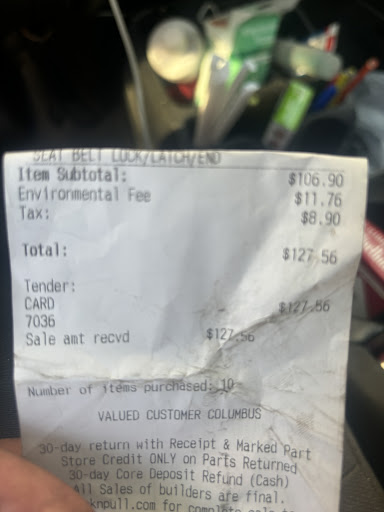 SEAT BELT LOCK/LATCH/END
Item Subtotal: $106.90
Environmental Fee $11.76
Tax: $8.90
Total: $127.56
Tender:
CARD $127.56
7036
Sale amt recvd $127.56
Number of items purchased: 10
VALUED CUSTOMER COLUMBUS
30-day return with Receipt & Marked Part
Store Credit ONLY on Parts Returned
30-day Core Deposit Refund (Cash)
All Sales of builders are final.
knpull.com for